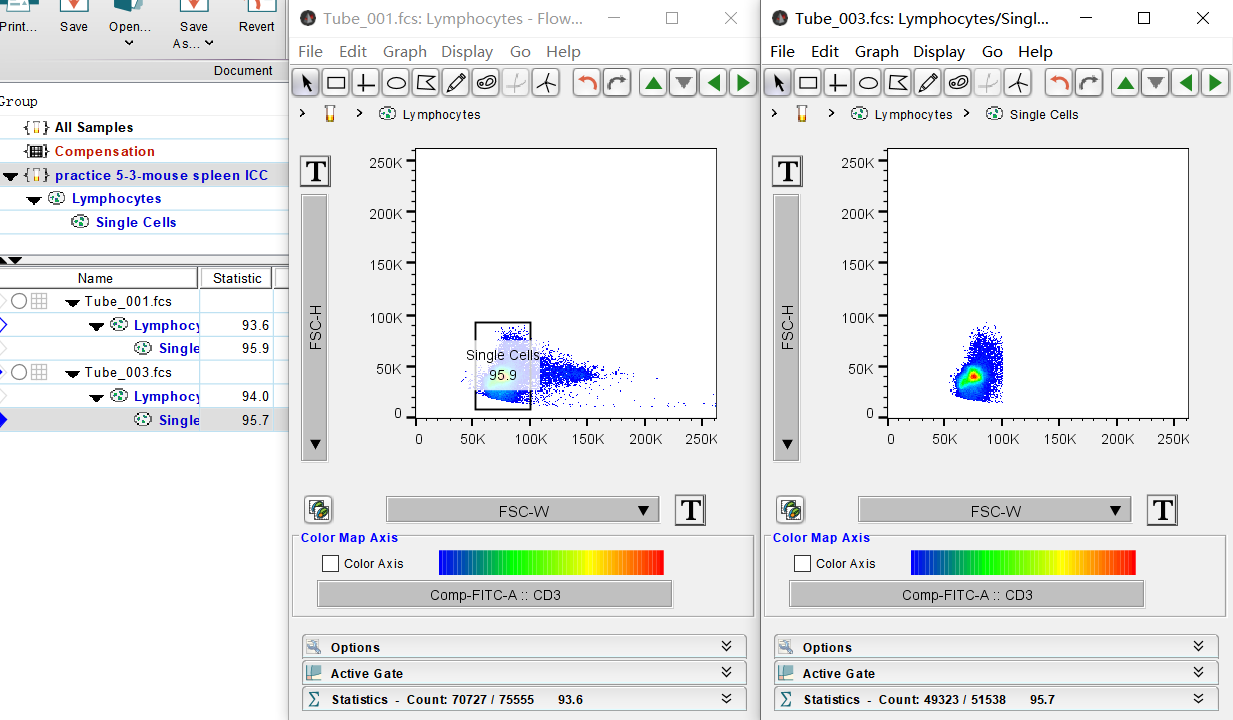 Print...
Save
Open...
Save
As...
Revert
Document
Group
All Samples
Compensation
practice 5-3-mouse spleen ICC
Lymphocytes
Single Cells
Name
Statistic
Tube_001.fcs
Lymphocy
93.6
Single
95.9
Tube_003.fcs
Lymphocy
94.0
Single
95.7
Tube_001.fcs: Lymphocytes - Flow...
File Edit Graph Display Go Help
> > Lymphocytes
T
250K
200K
150K
100K
50K
0
FSC-H
Single Cells
95.9
0 50K 100K 150K 200K 250K
FSC-W
T
Color Map Axis
Color Axis
Comp-FITC-A :: CD3
Options
Active Gate
Σ Statistics - Count: 70727 / 75555 93.6
Tube_003.fcs: Lymphocytes/Singl...
File Edit Graph Display Go Help
> > Lymphocytes > Single Cells
T
250K
200K
150K
100K
50K
0
FSC-H
0 50K 100K 150K 200K 250K
FSC-W
T
Color Map Axis
Color Axis
Comp-FITC-A :: CD3
Options
Active Gate
Σ Statistics - Count: 49323 / 51538 95.7